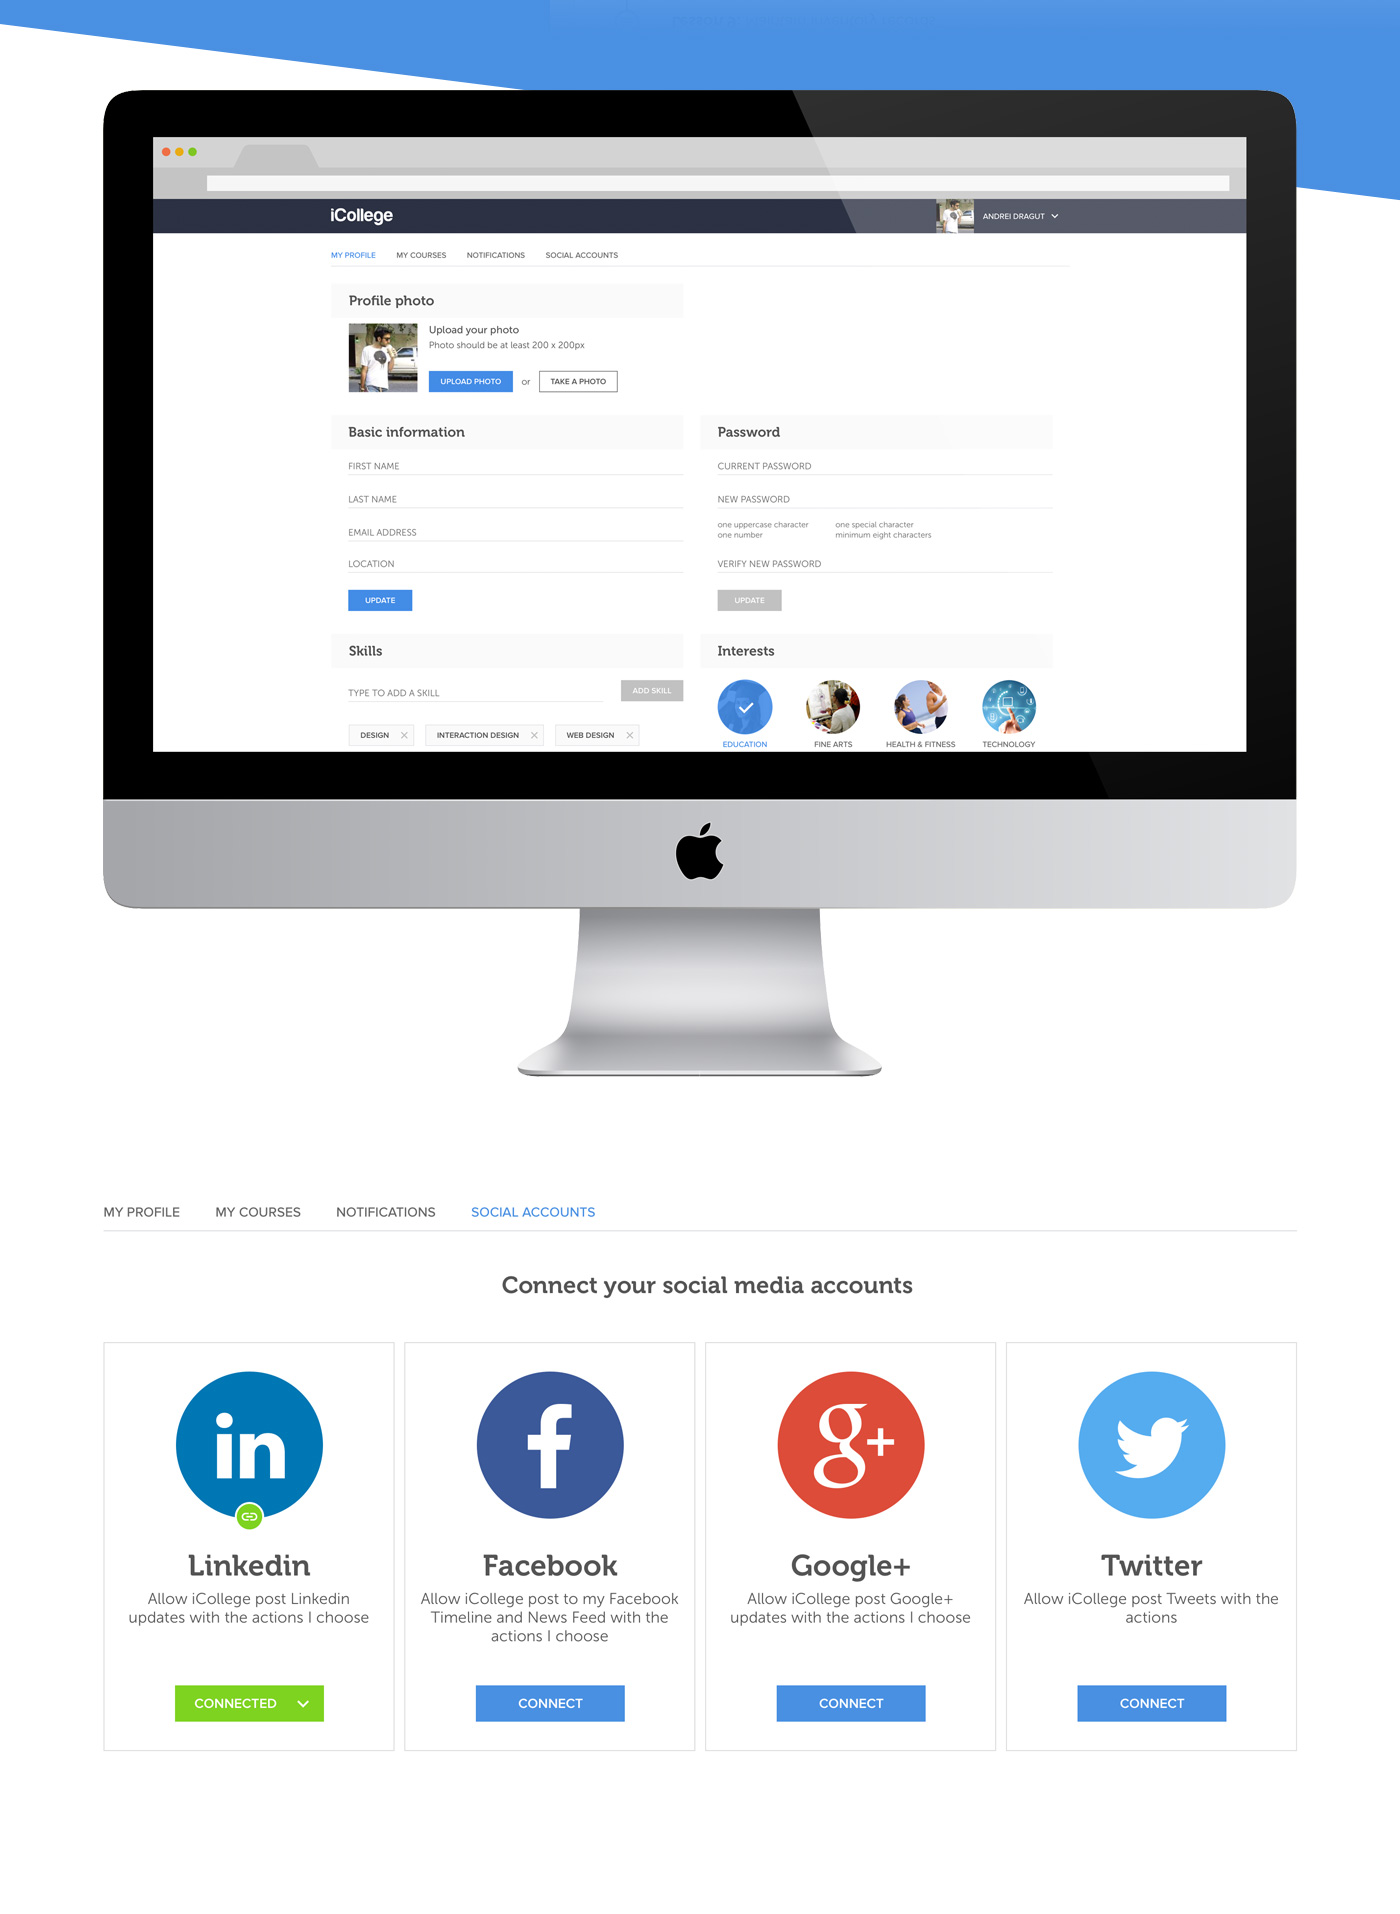 iCollege
ANDREI DRAGUT
MY PROFILE MY COURSES NOTIFICATIONS SOCIAL ACCOUNTS
Profile photo
Upload your photo
Photo should be at least 200 x 200px
UPLOAD PHOTO or TAKE A PHOTO
Basic information
FIRST NAME
LAST NAME
EMAIL ADDRESS
LOCATION
UPDATE
Password
CURRENT PASSWORD
NEW PASSWORD
one uppercase character one special character
one number minimum eight characters
VERIFY NEW PASSWORD
UPDATE
Skills
TYPE TO ADD A SKILL ADD SKILL
DESIGN INTERACTION DESIGN WEB DESIGN
Interests
EDUCATION FINE ARTS HEALTH & FITNESS TECHNOLOGY
MY PROFILE MY COURSES NOTIFICATIONS SOCIAL ACCOUNTS
Connect your social media accounts
in
Linkedin
Allow iCollege post Linkedin
updates with the actions I choose
CONNECTED
f
Facebook
Allow iCollege post to my Facebook
Timeline and News Feed with the
actions I choose
CONNECT
g+
Google+
Allow iCollege post Google+
updates with the actions I choose
CONNECT
Twitter
Allow iCollege post Tweets with the
actions
CONNECT